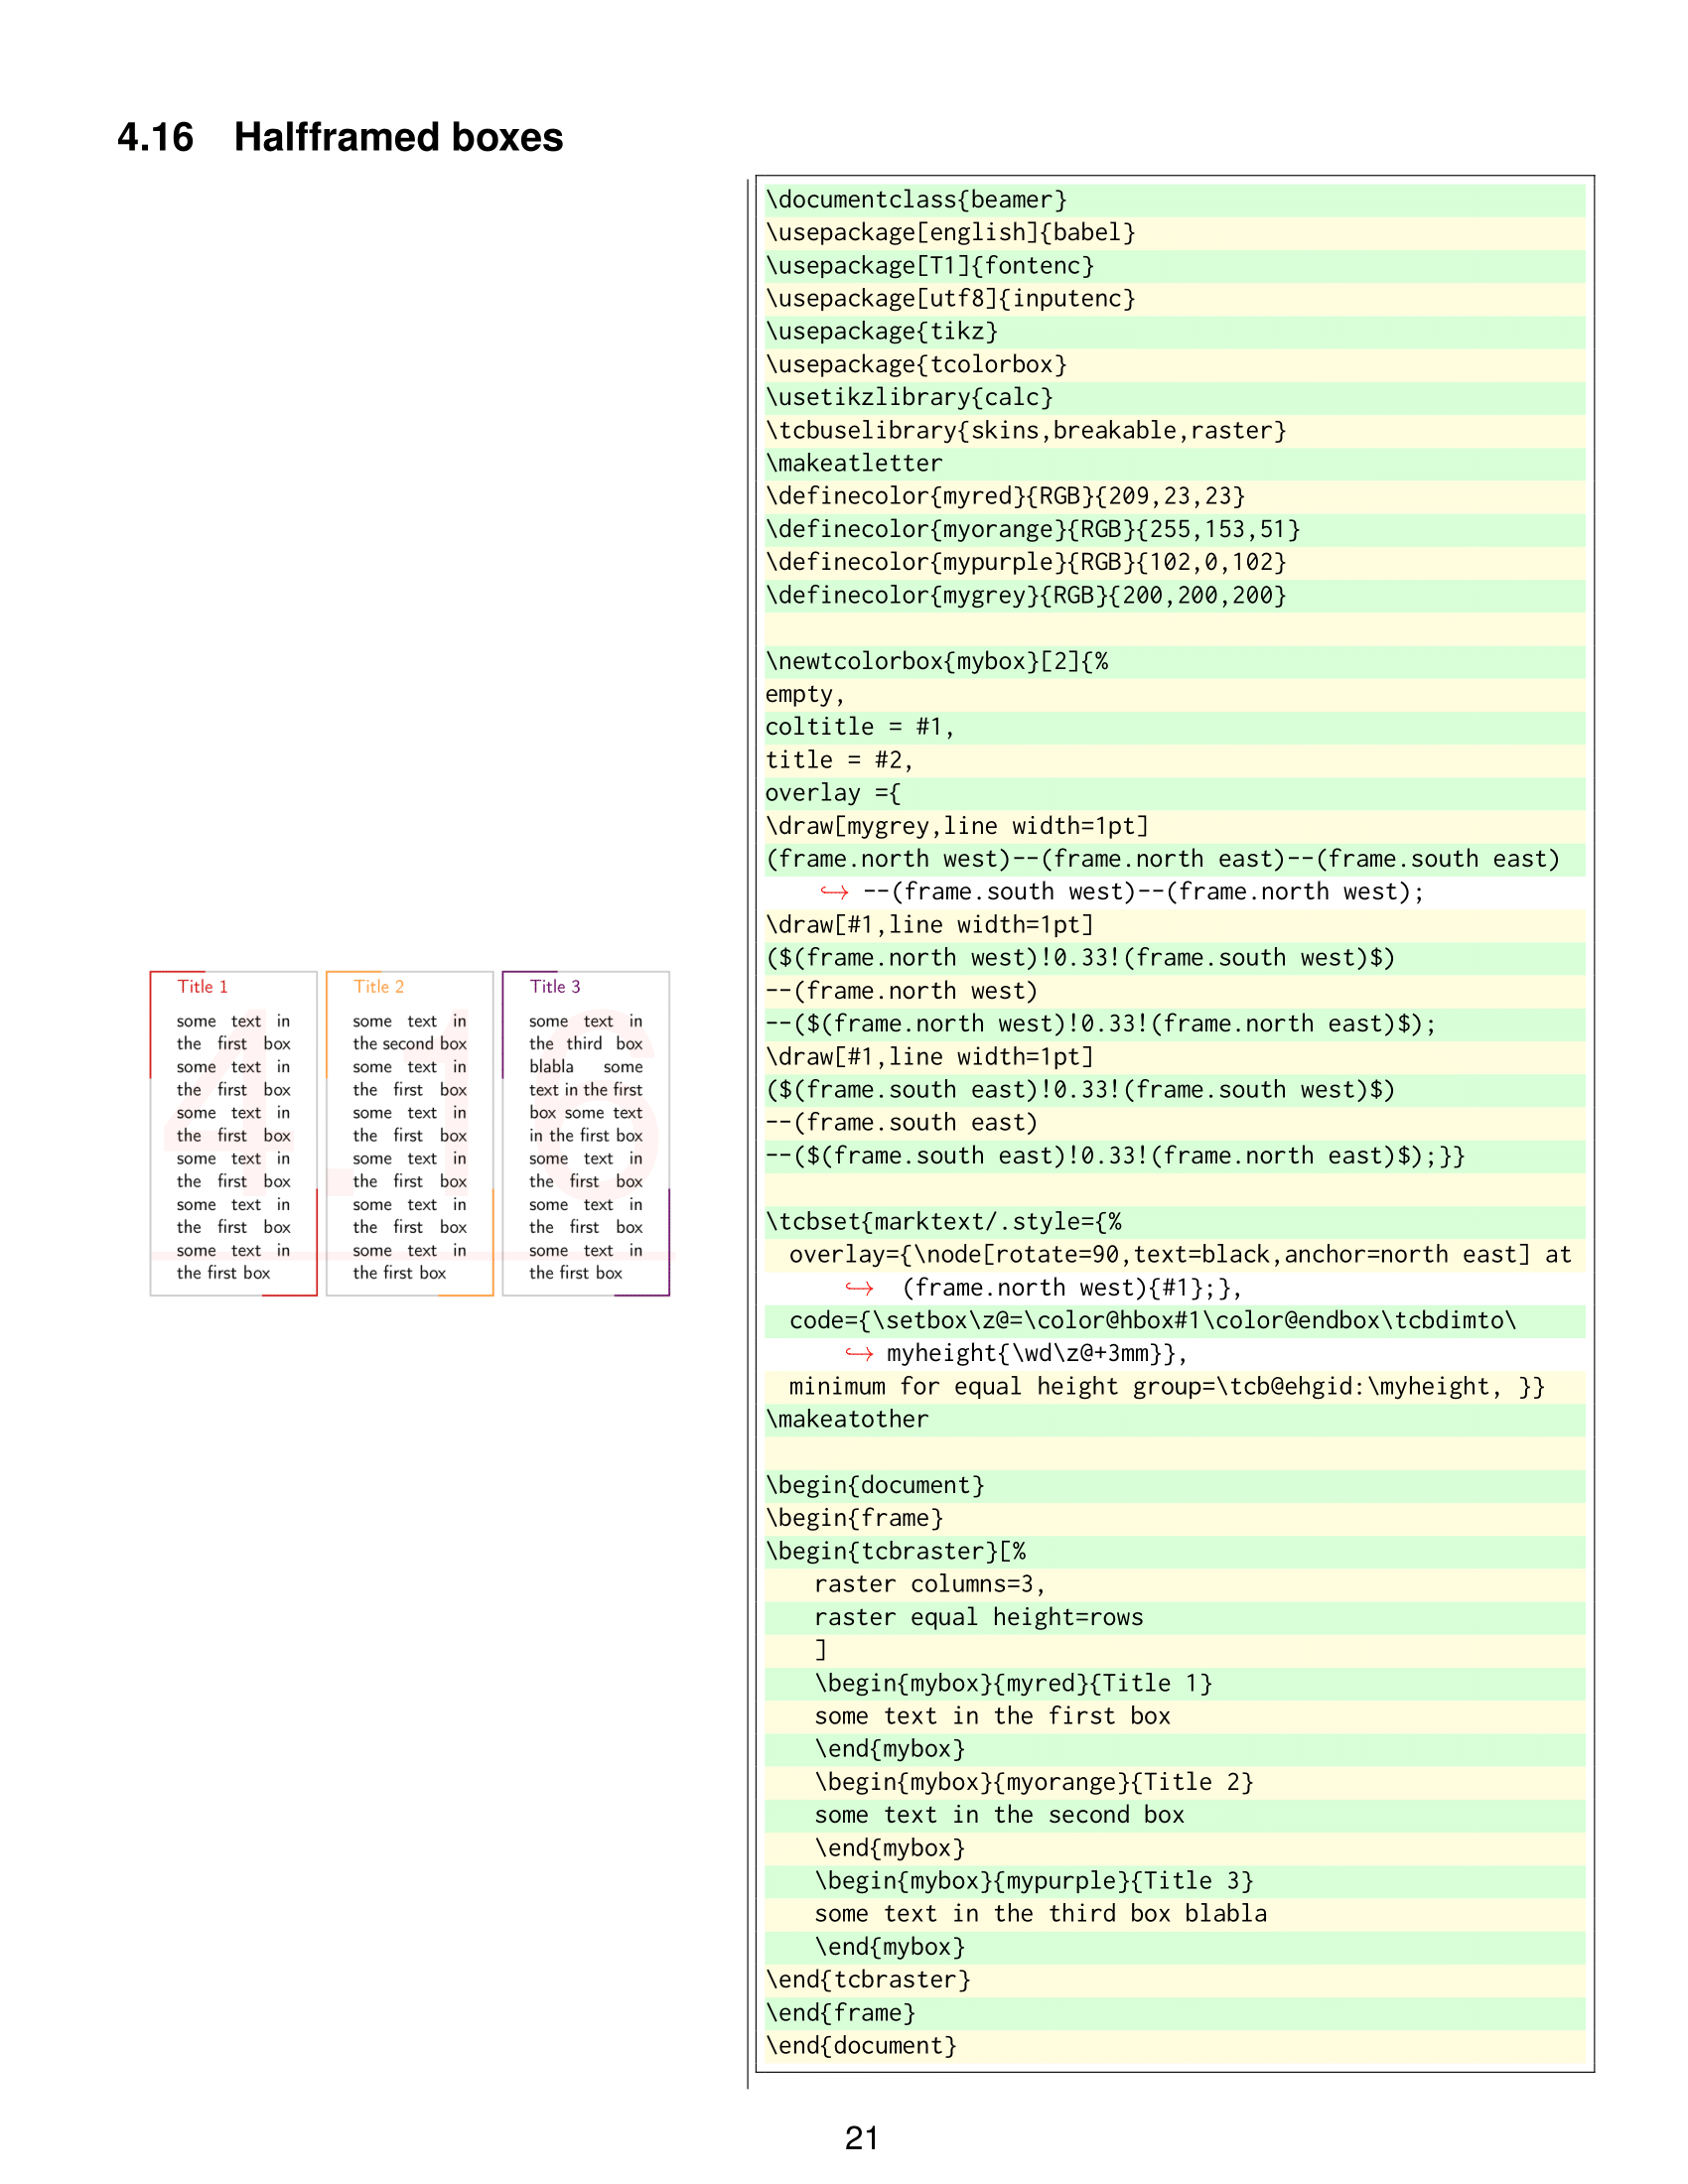 4.16 Halfframed boxes
Title 1
some text in
the first box
some text in
the first box
some text in
the first box
some text in
the first box
some text in
the first box
some text in
the first box
Title 2
some text in
the second box
some text in
the first box
some text in
the first box
some text in
the first box
some text in
the first box
some text in
the first box
Title 3
some text in
the third box
blabla some
text in the first
box some text
in the first box
some text in
the first box
some text in
the first box
some text in
the first box
4.16
\documentclass{beamer}
\usepackage[english]{babel}
\usepackage[T1]{fontenc}
\usepackage[utf8]{inputenc}
\usepackage{tikz}
\usepackage{tcolorbox}
\usetikzlibrary{calc}
\tcbuselibrary{skins,breakable,raster}
\makeatletter
\definecolor{myred}{RGB}{209,23,23}
\definecolor{myorange}{RGB}{255,153,51}
\definecolor{mypurple}{RGB}{102,0,102}
\definecolor{mygrey}{RGB}{200,200,200}
\newtcolorbox{mybox}[2]{%
empty,
coltitle = #1,
title = #2,
overlay ={
\draw[mygrey,line width=1pt]
(frame.north west)--(frame.north east)--(frame.south east)
↪ --(frame.south west)--(frame.north west);
\draw[#1,line width=1pt]
($(frame.north west)!0.33!(frame.south west)$)
--(frame.north west)
--($(frame.north west)!0.33!(frame.north east)$);
\draw[#1,line width=1pt]
($(frame.south east)!0.33!(frame.south west)$)
--(frame.south east)
--($(frame.south east)!0.33!(frame.north east)$);}}
\tcbset{marktext/.style={%
overlay={\node[rotate=90,text=black,anchor=north east] at
↪ (frame.north west){#1};},
code={\setbox\z@=\color@hbox#1\color@endbox\tcbdimto\
↪ myheight{\wd\z@+3mm}},
minimum for equal height group=\tcb@ehgid:\myheight, }}
\makeatother
\begin{document}
\begin{frame}
\begin{tcbraster}[%
raster columns=3,
raster equal height=rows
]
\begin{mybox}{myred}{Title 1}
some text in the first box
\end{mybox}
\begin{mybox}{myorange}{Title 2}
some text in the second box
\end{mybox}
\begin{mybox}{mypurple}{Title 3}
some text in the third box blabla
\end{mybox}
\end{tcbraster}
\end{frame}
\end{document}
21